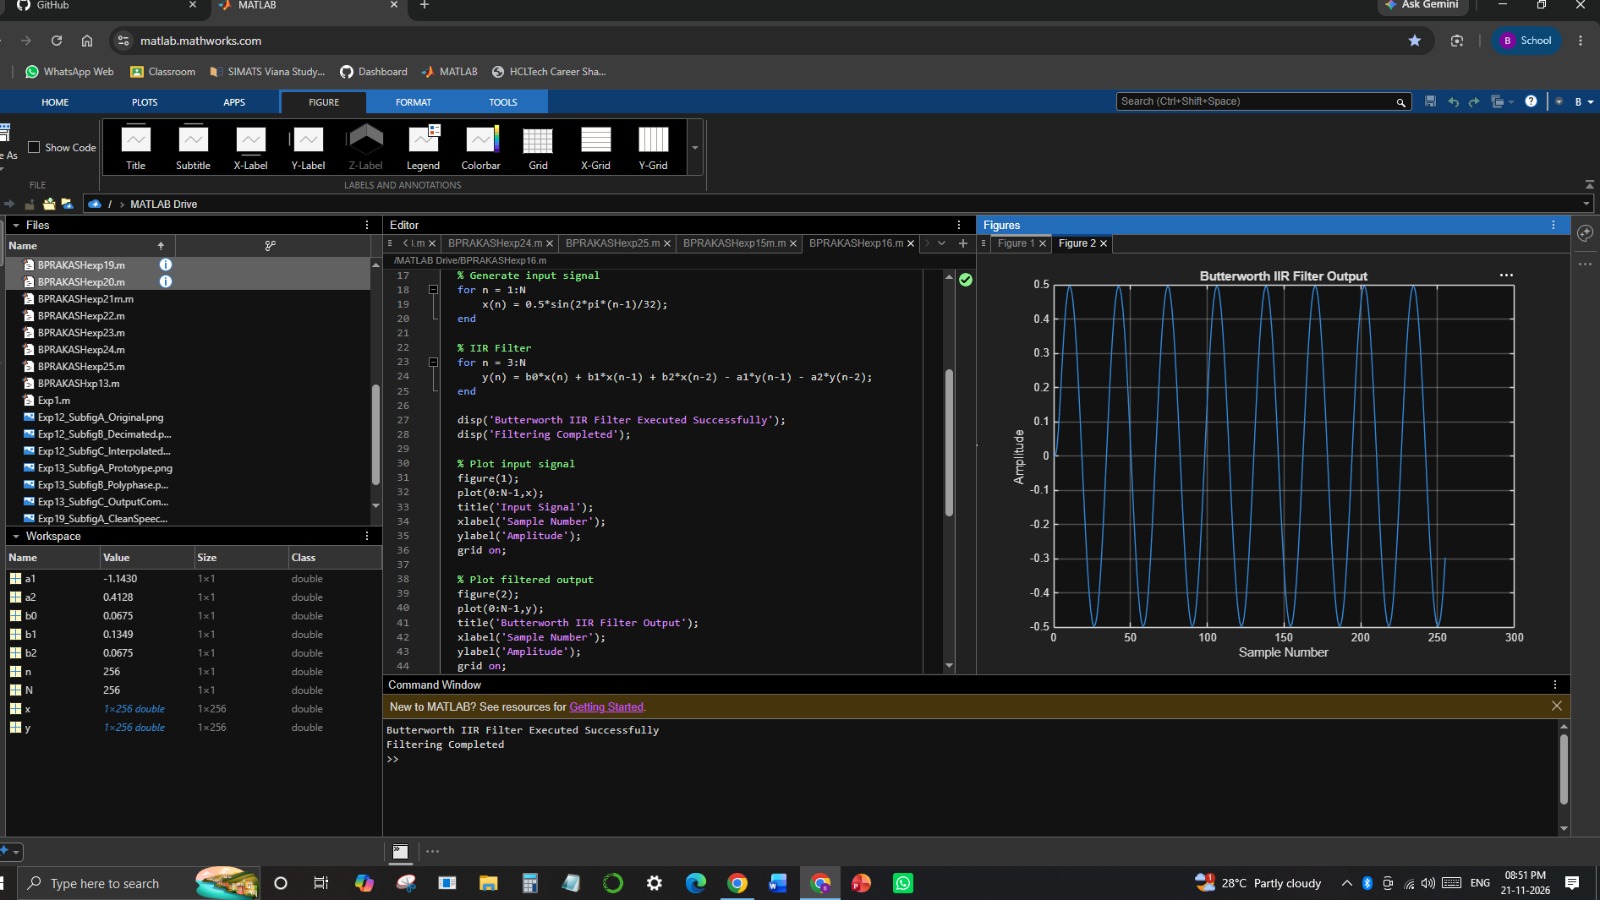 GitHub
MATLAB
Ask Gemini
matlab.mathworks.com
B School
WhatsApp Web
Classroom
SIMATS Viana Study...
Dashboard
MATLAB
HCLTech Career Sha...
HOME
PLOTS
APPS
FIGURE
FORMAT
TOOLS
Search (Ctrl+Shift+Space)
B
e As
Show Code
Title
Subtitle
X-Label
Y-Label
Z-Label
Legend
Colorbar
Grid
X-Grid
Y-Grid
FILE
LABELS AND ANNOTATIONS
/ > MATLAB Drive
Files
Name
BPRAKASHexp19.m
BPRAKASHexp20.m
BPRAKASHexp21m.m
BPRAKASHexp22.m
BPRAKASHexp23.m
BPRAKASHexp24.m
BPRAKASHexp25.m
BPRAKASHxp13.m
Exp1.m
Exp12_SubfigA_Original.png
Exp12_SubfigB_Decimated.p...
Exp12_SubfigC_Interpolated...
Exp13_SubfigA_Prototype.png
Exp13_SubfigB_Polyphase.p...
Exp13_SubfigC_OutputCom...
Exp19_SubfigA_CleanSpeec...
Workspace
Name Value Size Class
a1 -1.1430 1×1 double
a2 0.4128 1×1 double
b0 0.0675 1×1 double
b1 0.1349 1×1 double
b2 0.0675 1×1 double
n 256 1×1 double
N 256 1×1 double
x 1×256 double 1×256 double
y 1×256 double 1×256 double
Editor
BPRAKASHexp24.m
BPRAKASHexp25.m
BPRAKASHexp15m.m
BPRAKASHexp16.m
/MATLAB Drive/BPRAKASHexp16.m
17 % Generate input signal
18 for n = 1:N
19 x(n) = 0.5*sin(2*pi*(n-1)/32);
20 end
21
22 % IIR Filter
23 for n = 3:N
24 y(n) = b0*x(n) + b1*x(n-1) + b2*x(n-2) - a1*y(n-1) - a2*y(n-2);
25 end
26
27 disp('Butterworth IIR Filter Executed Successfully');
28 disp('Filtering Completed');
29
30 % Plot input signal
31 figure(1);
32 plot(0:N-1,x);
33 title('Input Signal');
34 xlabel('Sample Number');
35 ylabel('Amplitude');
36 grid on;
37
38 % Plot filtered output
39 figure(2);
40 plot(0:N-1,y);
41 title('Butterworth IIR Filter Output');
42 xlabel('Sample Number');
43 ylabel('Amplitude');
44 grid on;
Figures
Figure 1
Figure 2
Butterworth IIR Filter Output
0.5
0.4
0.3
0.2
0.1
0
-0.1
-0.2
-0.3
-0.4
-0.5
Amplitude
0 50 100 150 200 250 300
Sample Number
Command Window
New to MATLAB? See resources for Getting Started.
Butterworth IIR Filter Executed Successfully
Filtering Completed
>>
Type here to search
28°C Partly cloudy
ENG
08:51 PM
21-11-2026